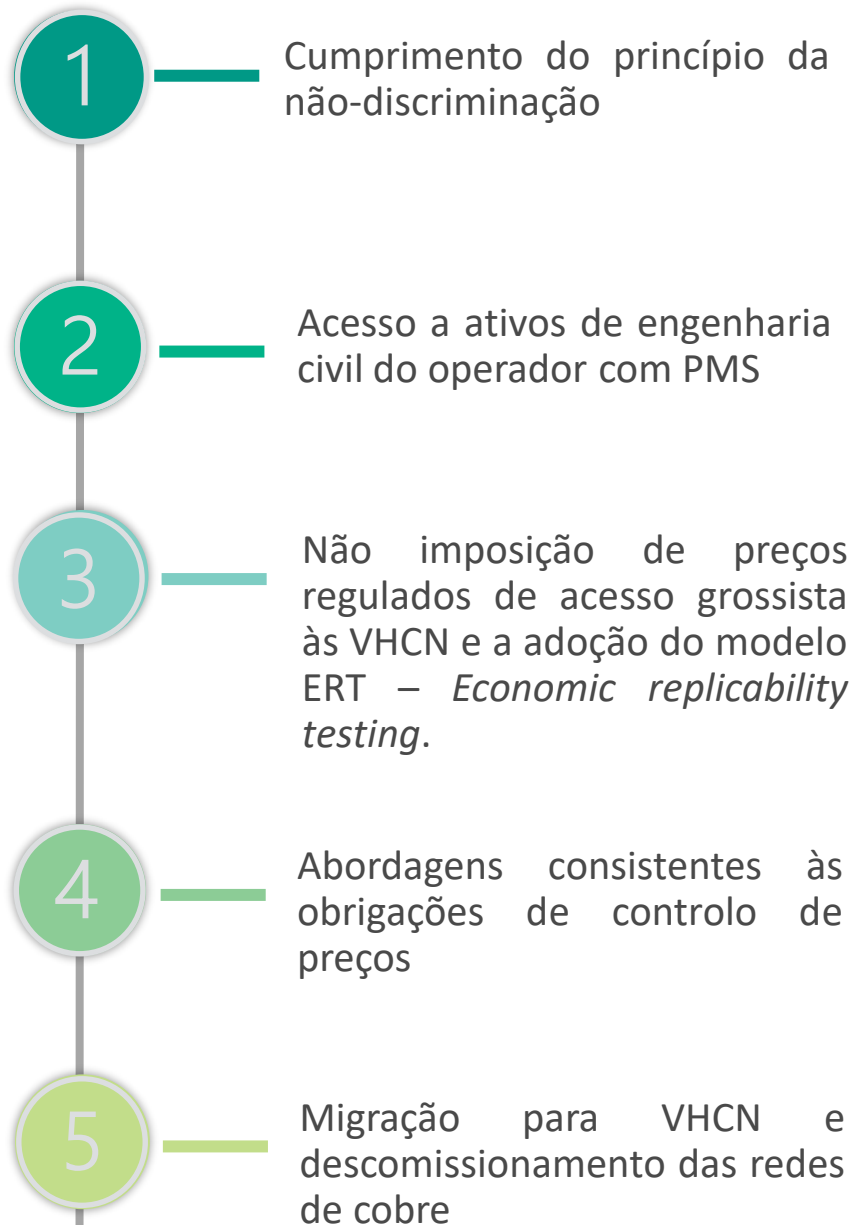 1
Cumprimento do princípio da
não-discriminação
2
Acesso a ativos de engenharia
civil do operador com PMS
3
Não imposição de preços
regulados de acesso grossista
às VHCN e a adoção do modelo
ERT – Economic replicability
testing.
4
Abordagens consistentes às
obrigações de controlo de
preços
5
Migração para VHCN e
descomissionamento das redes
de cobre